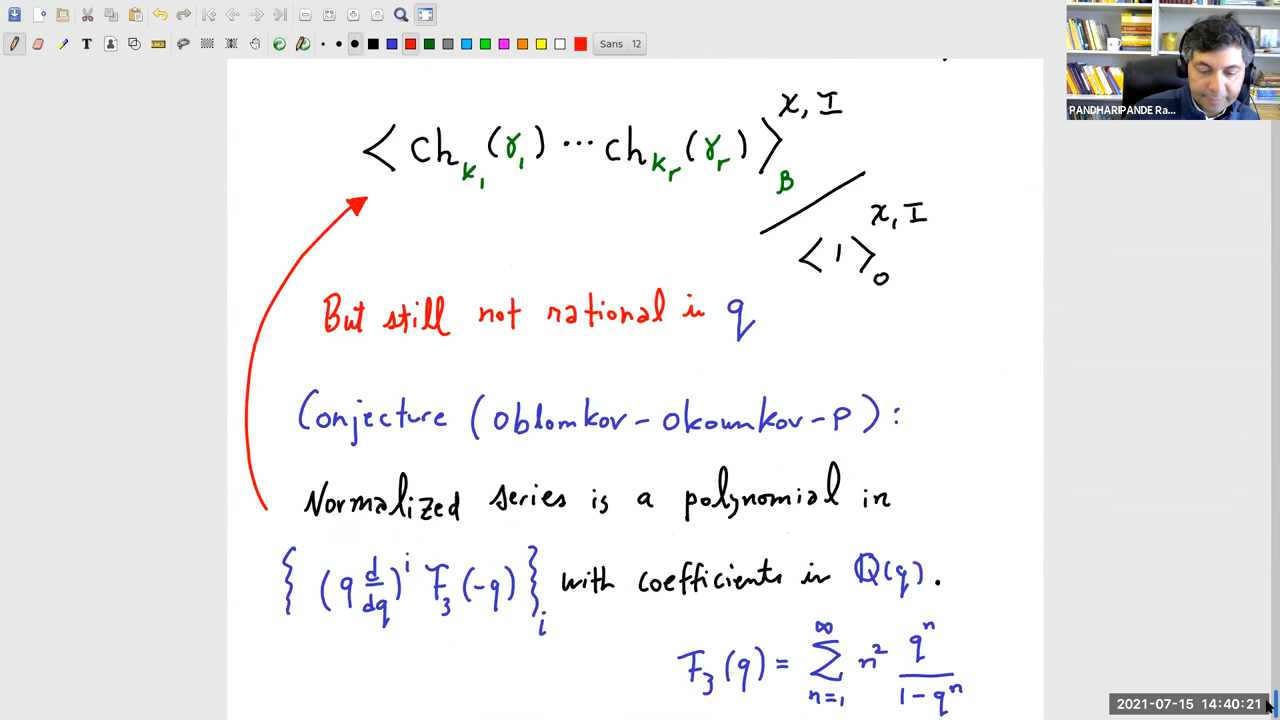 Sans 12
PANDHARIPANDE Ra...
< Ch_{k_1}(γ_1) ··· Ch_{k_r}(γ_r) >_β^{X, I}
/ <1>_0^{X, I}
But still not rational in q
Conjecture (Oblomkov - Okounkov - P):
Normalized series is a polynomial in
{ (q d/dq)^i F_3(-q) }_i with coefficients in ℚ(q).
F_3(q) = ∑_{n=1}^∞ n^2 q^n / 1-q^n
2021-07-15 14:40:21